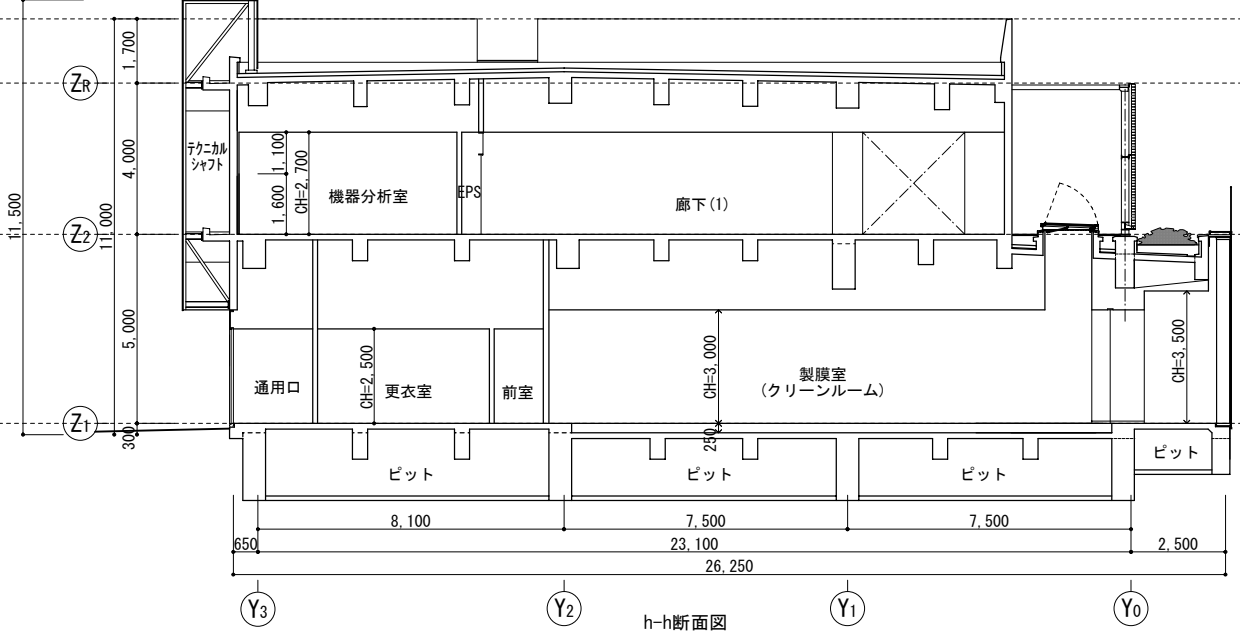 1,700
ZR
テクニカル
シャフト
4,000
1,100
CH=2,700
1,600
機器分析室
EPS
廊下(1)
11,500
11,000
Z2
5,000
通用口
CH=2,500
更衣室
前室
CH=3,000
製膜室
(クリーンルーム)
CH=3,500
Z1
300
250
ピット
ピット
ピット
ピット
8,100
7,500
7,500
650
23,100
2,500
26,250
Y3
Y2
Y1
Y0
h-h断面図